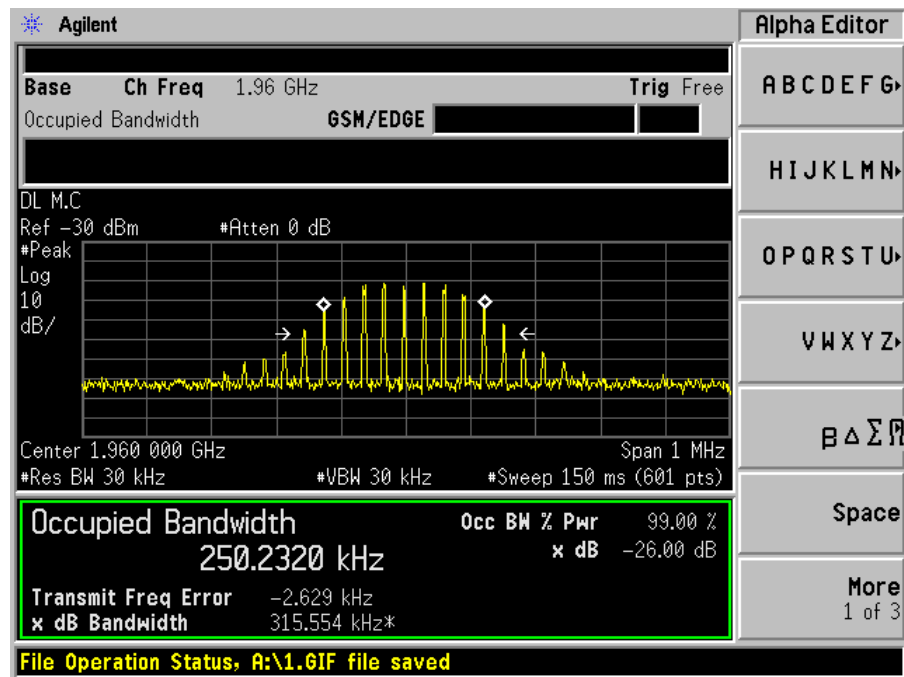 Agilent
Alpha Editor
Base Ch Freq 1.96 GHz Trig Free
Occupied Bandwidth GSM/EDGE
DL M.C
Ref -30 dBm #Atten 0 dB
#Peak
Log
10
dB/
Center 1.960 000 GHz Span 1 MHz
#Res BW 30 kHz #VBW 30 kHz #Sweep 150 ms (601 pts)
Occupied Bandwidth Occ BW % Pwr 99.00 %
250.2320 kHz x dB -26.00 dB
Transmit Freq Error -2.629 kHz
x dB Bandwidth 315.554 kHz*
File Operation Status, A:\1.GIF file saved
A B C D E F G
H I J K L M N
O P Q R S T U
V W X Y Z
Space
More
1 of 3